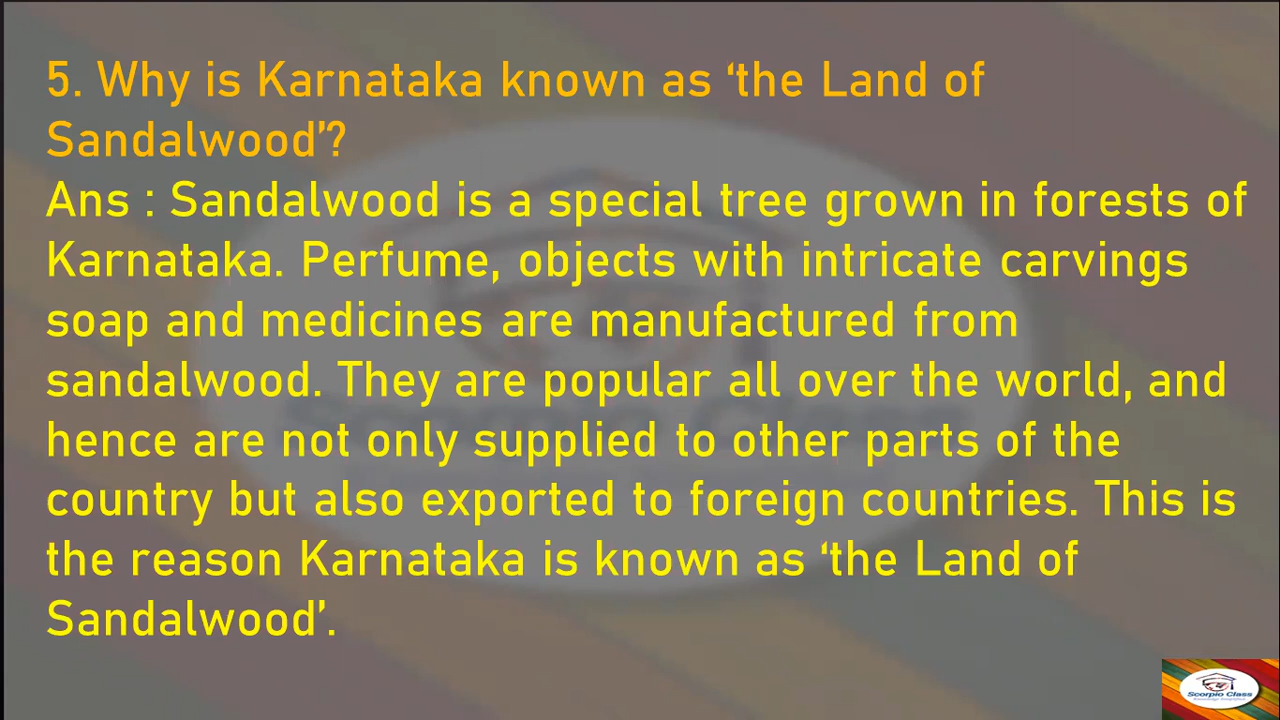 5. Why is Karnataka known as ‘the Land of
Sandalwood’?
Ans : Sandalwood is a special tree grown in forests of
Karnataka. Perfume, objects with intricate carvings
soap and medicines are manufactured from
sandalwood. They are popular all over the world, and
hence are not only supplied to other parts of the
country but also exported to foreign countries. This is
the reason Karnataka is known as ‘the Land of
Sandalwood’.
Scorpio Class